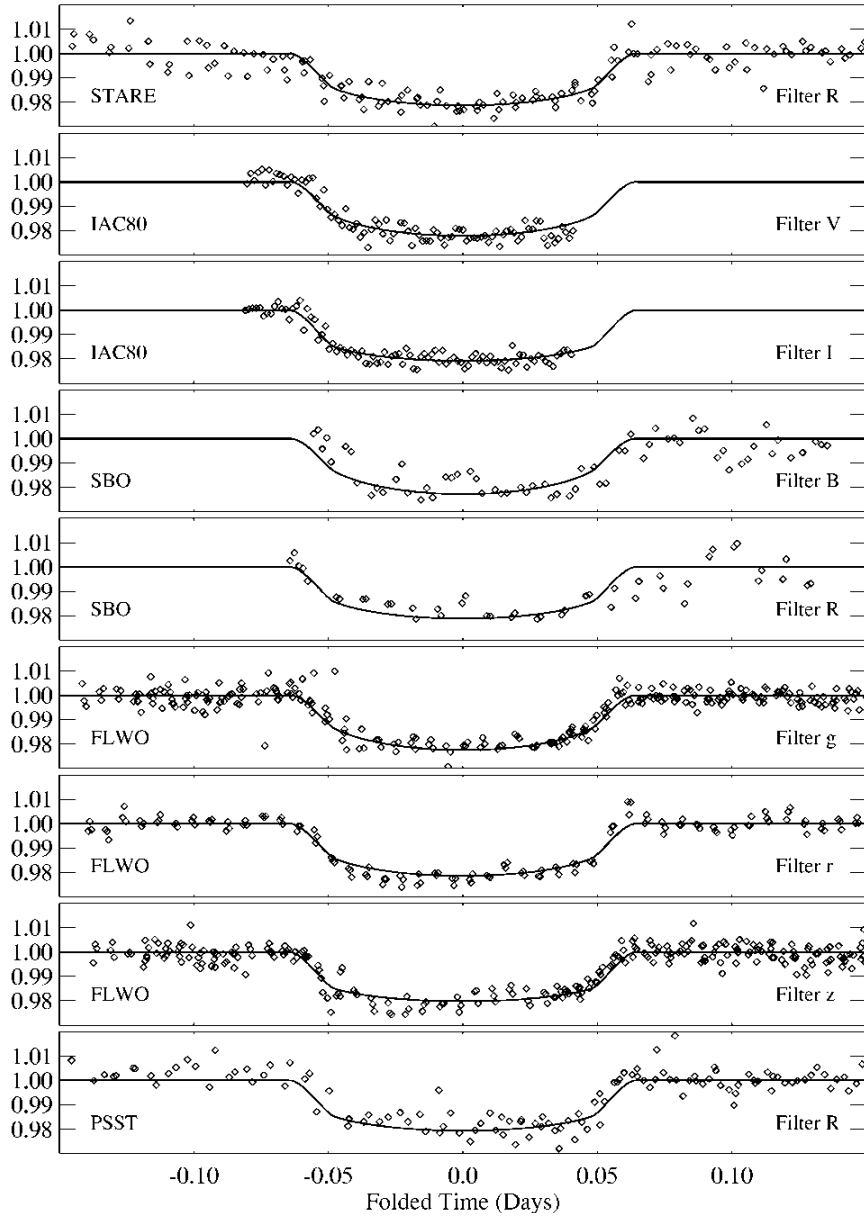 1.01
1.00
0.99
0.98
STARE
Filter R
1.01
1.00
0.99
0.98
IAC80
Filter V
1.01
1.00
0.99
0.98
IAC80
Filter I
1.01
1.00
0.99
0.98
SBO
Filter B
1.01
1.00
0.99
0.98
SBO
Filter R
1.01
1.00
0.99
0.98
FLWO
Filter g
1.01
1.00
0.99
0.98
FLWO
Filter r
1.01
1.00
0.99
0.98
FLWO
Filter z
1.01
1.00
0.99
0.98
PSST
Filter R
-0.10 -0.05 0.0 0.05 0.10
Folded Time (Days)